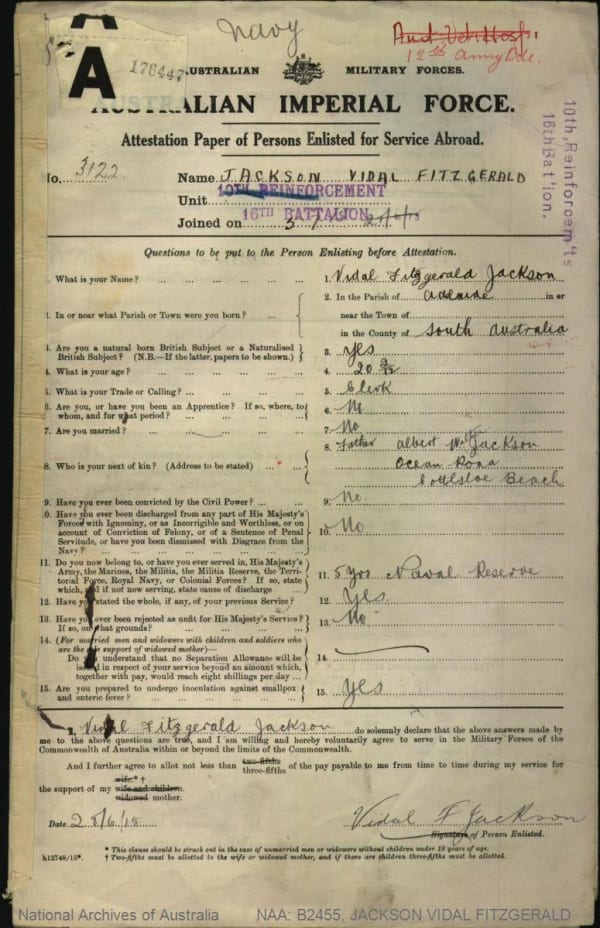 Navy
Aust. Vet. Hosp.
12th Army Bde.
A
A
176447
AUSTRALIAN MILITARY FORCES.
AUSTRALIAN IMPERIAL FORCE.
Attestation Paper of Persons Enlisted for Service Abroad.
No. 3122 Name JACKSON VIDAL FITZGERALD
Unit 10TH REINFORCEMENT
16TH BATTALION
Joined on
10th, Reinforcem'ts
16th Bat'ion.
Questions to be put to the Person Enlisting before Attestation.
1. What is your Name? ... ... ... ... ... 1. Vidal Fitzgerald Jackson
2. In or near what Parish or Town were you born? ... ... 2. In the Parish of Adelaide in or
near the Town of
in the County of South Australia
3. Are you a natural born British Subject or a Naturalised British Subject? (N.B.—If the latter, papers to be shown.) 3. Yes
4. What is your age? ... ... ... ... ... 4. 20 9/12
5. What is your Trade or Calling? ... ... ... ... 5. Clerk
6. Are you, or have you been an Apprentice? If so, where, to whom, and for what period? ... ... ... 6. No
7. Are you married? ... ... ... ... 7. No
8. Who is your next of kin? (Address to be stated) ... ... 8. Father Albert Wm Jackson
Ocean Road
Cottesloe Beach
9. Have you ever been convicted by the Civil Power? ... ... 9. No
10. Have you ever been discharged from any part of His Majesty's
Forces with Ignominy, or as Incorrigible and Worthless, or on
account of Conviction of Felony, or of a Sentence of Penal
Servitude, or have you been dismissed with Disgrace from the
Navy? ... ... ... ... ... 10. No
11. Do you now belong to, or have you ever served in, His Majesty's
Army, the Marines, the Militia, the Militia Reserve, the Terri-
torial Force, Royal Navy, or Colonial Forces? If so, state
which, and if not now serving, state cause of discharge 11. 5 yrs Naval Reserve
12. Have you stated the whole, if any, of your previous Service? 12. Yes
13. Have you ever been rejected as unfit for His Majesty's Service?
If so, on what grounds? ... ... ... ... 13. No
14. (For married men and widowers with children and soldiers who
are the sole support of widowed mother)—
Do you understand that no Separation Allowance will be
issued in respect of your service beyond an amount which,
together with pay, would reach eight shillings per day ... 14.
15. Are you prepared to undergo inoculation against smallpox
and enteric fever? ... ... ... ... 15. Yes
I, Vidal Fitzgerald Jackson do solemnly declare that the above answers made by
me to the above questions are true, and I am willing and hereby voluntarily agree to serve in the Military Forces of the
Commonwealth of Australia within or beyond the limits of the Commonwealth.
And I further agree to allot not less than two-fifths three-fifths of the pay payable to me from time to time during my service for
the support of my wife.* † wife and children. widowed mother.
Date 25/6/15 Vidal F Jackson
Signature of Person Enlisted.
h12748/15*. * This clause should be struck out in the case of unmarried men or widowers without children under 18 years of age.
† Two-fifths must be allotted to the wife or widowed mother, and if there are children three-fifths must be allotted.
National Archives of Australia NAA: B2455, JACKSON VIDAL FITZGERALD